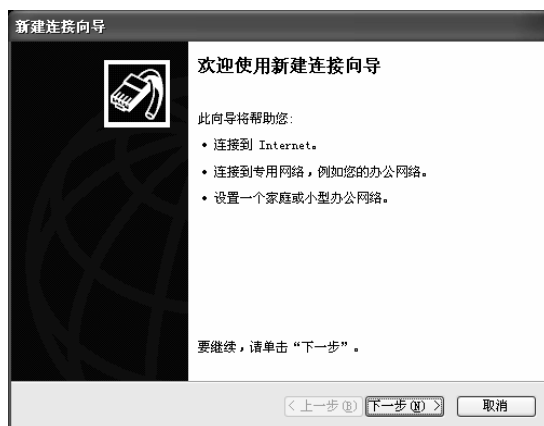 新建连接向导
欢迎使用新建连接向导
此向导将帮助您:
• 连接到 Internet。
• 连接到专用网络，例如您的办公网络。
• 设置一个家庭或小型办公网络。
要继续，请单击“下一步”。
< 上一步(B) 下一步(N) > 取消